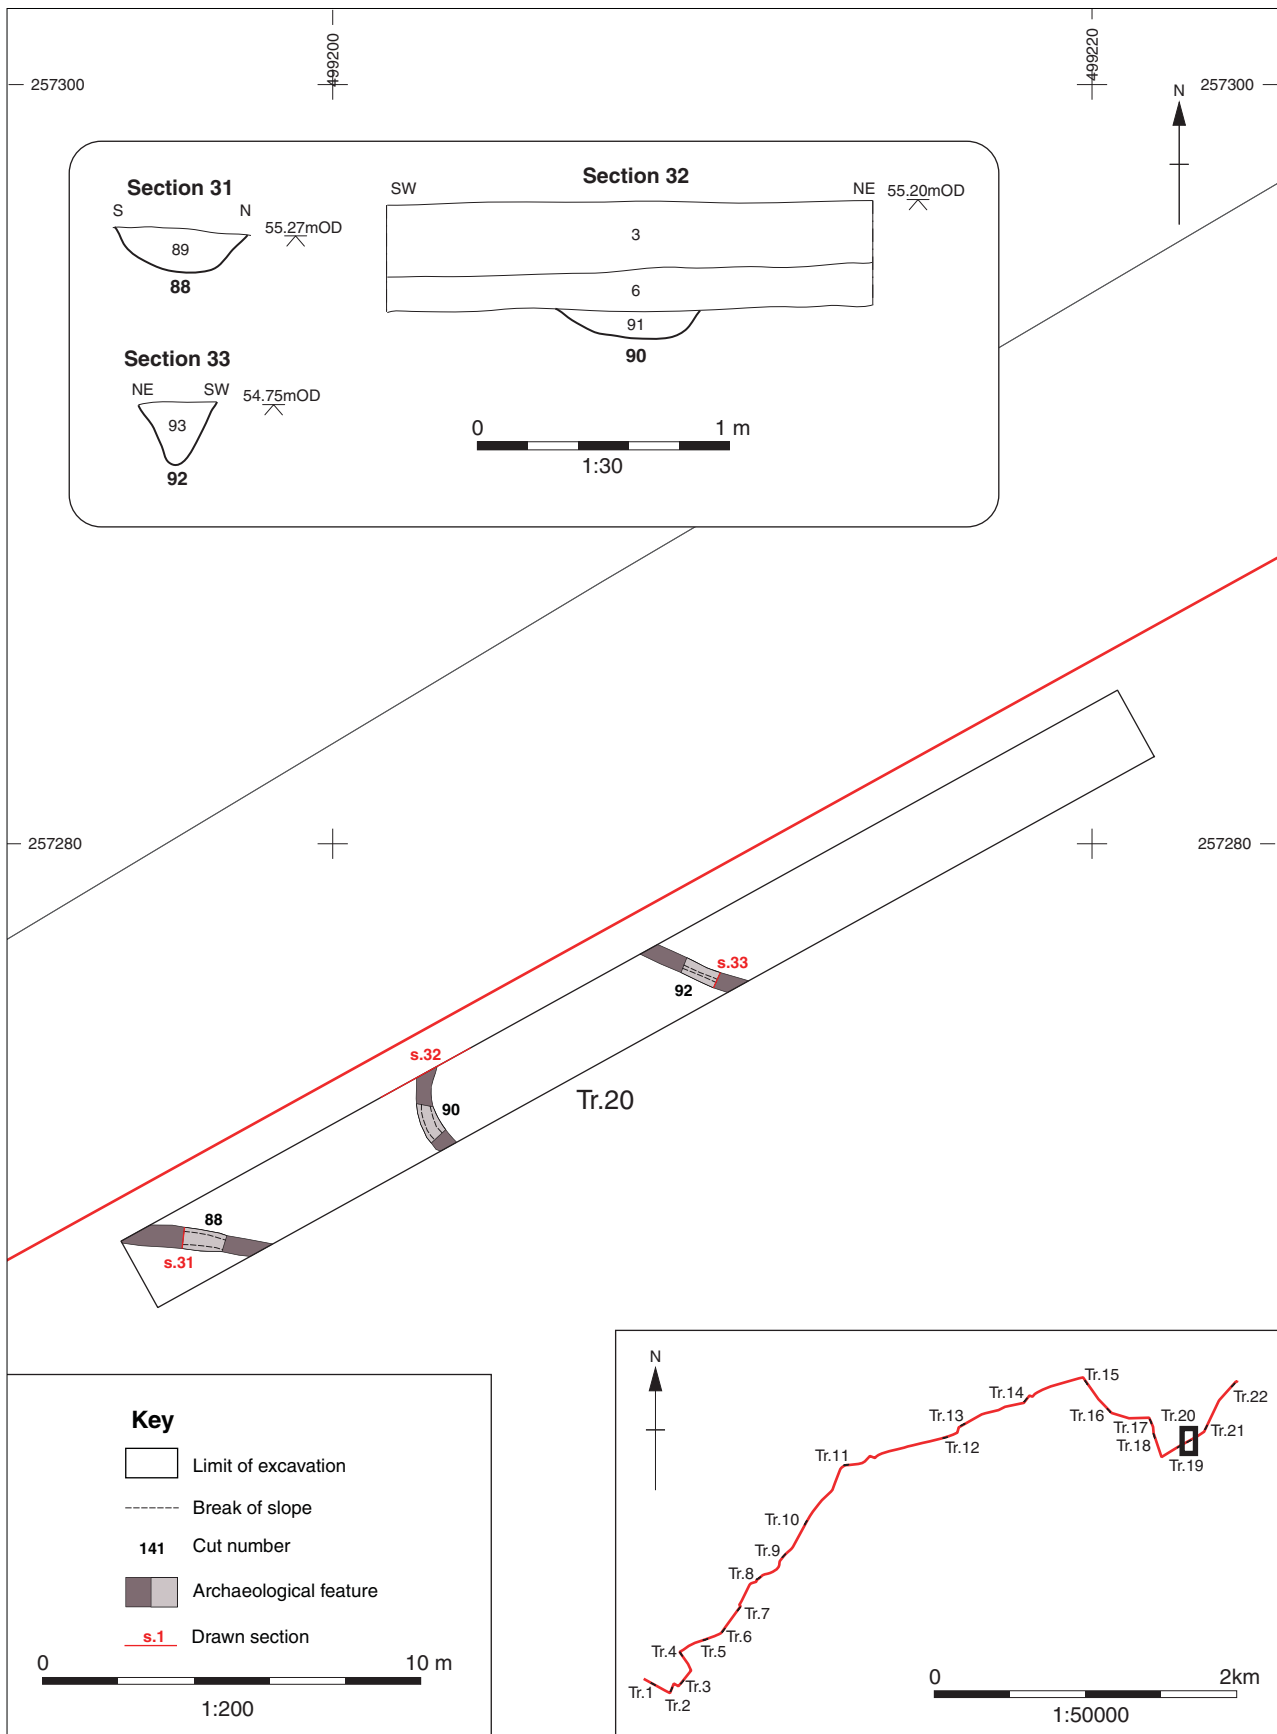 499200
499220
257300
257300
N
Section 31
S N
55.27mOD
89
88
Section 32
SW NE
55.20mOD
3
6
91
90
Section 33
NE SW
54.75mOD
93
92
0 1 m
1:30
257280
257280
s.33
92
s.32
90
Tr.20
88
s.31
Key
Limit of excavation
Break of slope
141 Cut number
Archaeological feature
s.1 Drawn section
0 10 m
1:200
N
Tr.15
Tr.22
Tr.14
Tr.13
Tr.16
Tr.20
Tr.17
Tr.21
Tr.12
Tr.18
Tr.11
Tr.19
Tr.10
Tr.9
Tr.8
Tr.7
Tr.6
Tr.4
Tr.5
Tr.3
Tr.1
Tr.2
0 2km
1:50000